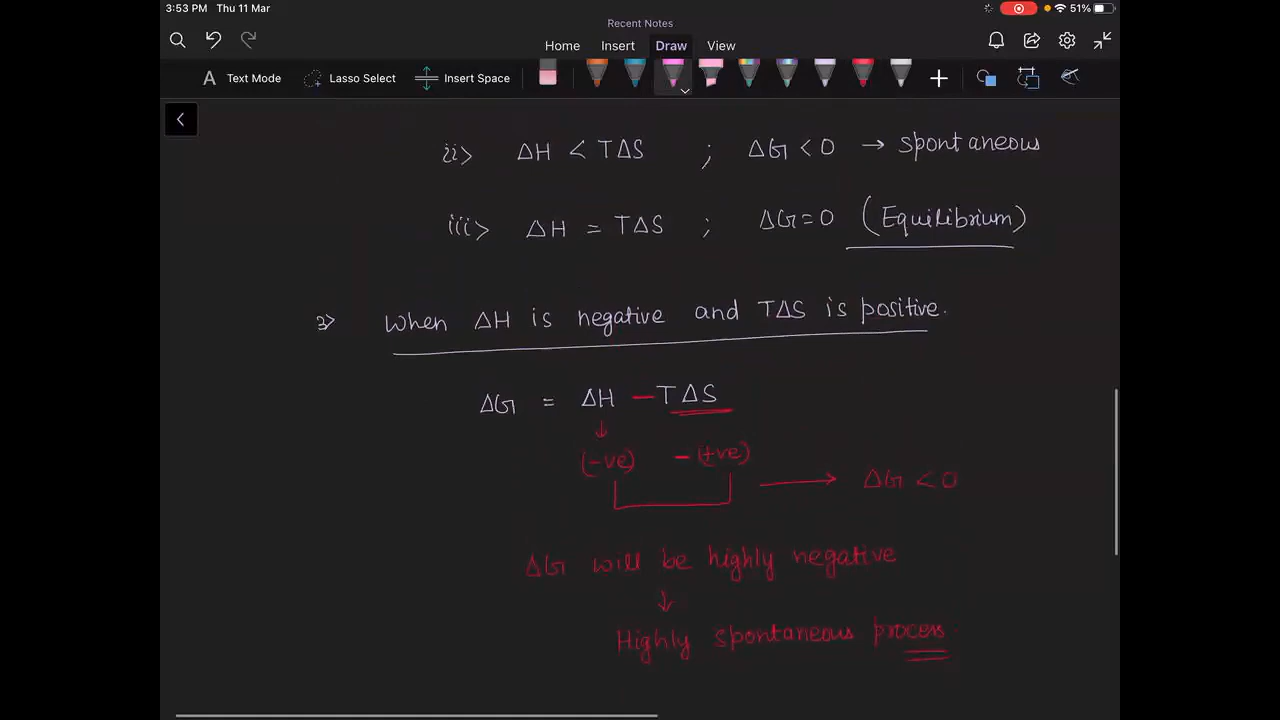 3:53 PM Thu 11 Mar
51%
Recent Notes
Home Insert Draw View
Text Mode Lasso Select Insert Space
ii> ΔH < TΔS ; ΔG < 0 → spontaneous
iii> ΔH = TΔS ; ΔG = 0 (Equilibrium)
3> When ΔH is negative and TΔS is positive.
ΔG = ΔH - TΔS
↓
(-ve) - (+ve)
→ ΔG < 0
ΔG will be highly negative
↓
Highly spontaneous process